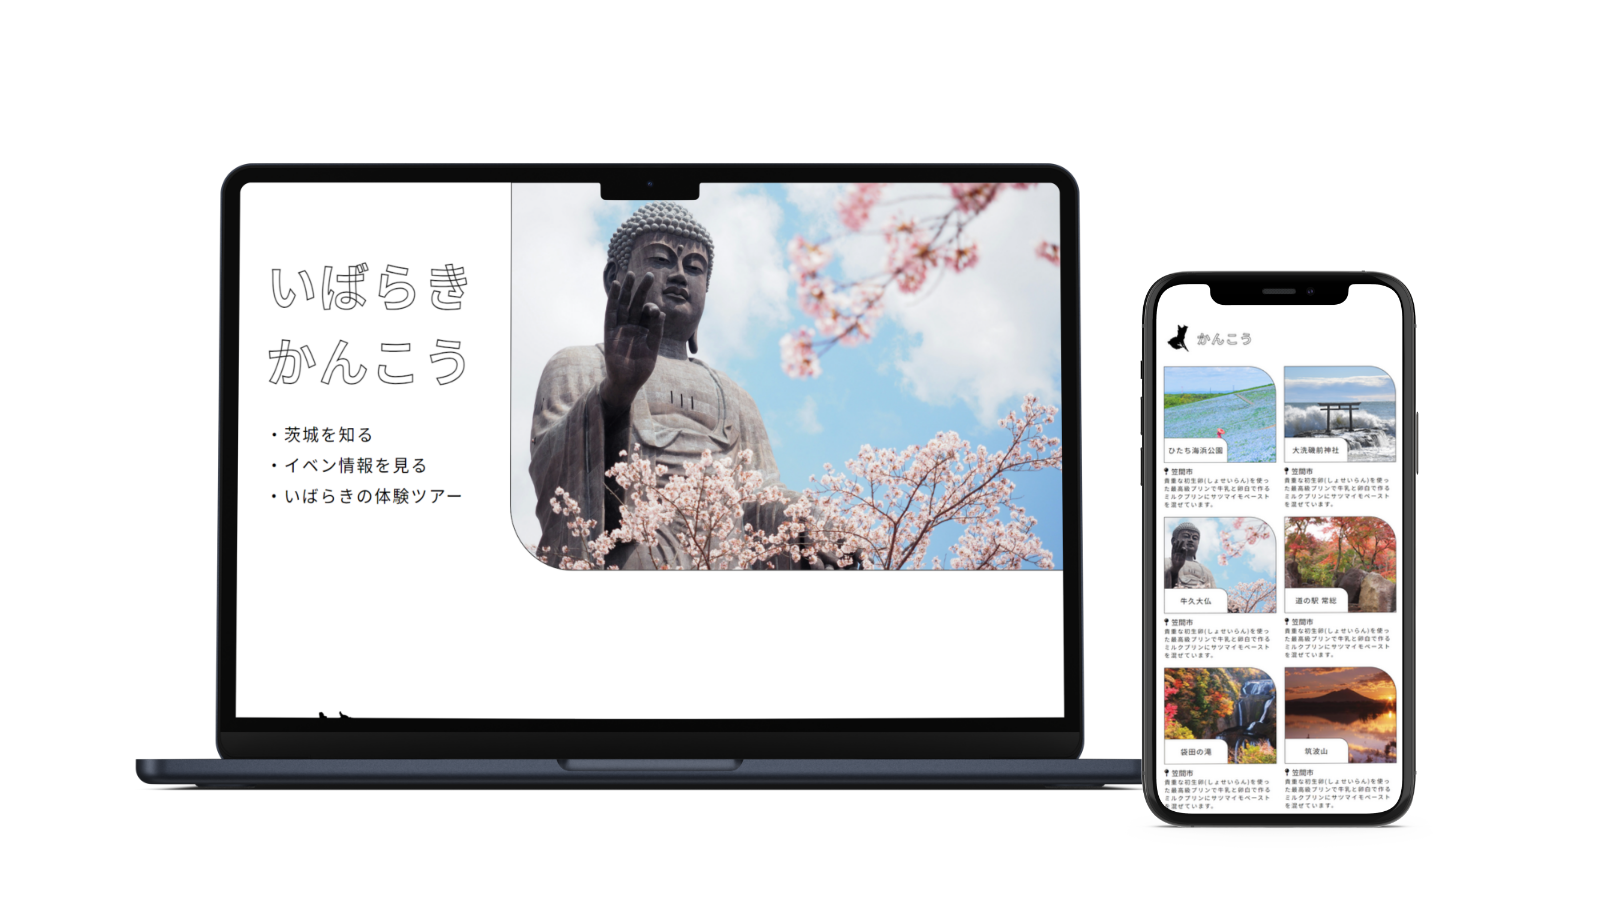 いばらき
かんこう
・茨城を知る
・イベン情報を見る
・いばらきの体験ツアー
かんこう
ひたち海浜公園
笠間市
貴重な初生卵(しょせいらん)を使っ
た最高級プリンで牛乳と卵白で作る
ミルクプリンにサツマイモペースト
を混ぜています。
大洗磯前神社
笠間市
貴重な初生卵(しょせいらん)を使っ
た最高級プリンで牛乳と卵白で作る
ミルクプリンにサツマイモペースト
を混ぜています。
牛久大仏
笠間市
貴重な初生卵(しょせいらん)を使っ
た最高級プリンで牛乳と卵白で作る
ミルクプリンにサツマイモペースト
を混ぜています。
道の駅 常総
笠間市
貴重な初生卵(しょせいらん)を使っ
た最高級プリンで牛乳と卵白で作る
ミルクプリンにサツマイモペースト
を混ぜています。
袋田の滝
笠間市
貴重な初生卵(しょせいらん)を使っ
た最高級プリンで牛乳と卵白で作る
ミルクプリンにサツマイモペースト
を混ぜています。
筑波山
笠間市
貴重な初生卵(しょせいらん)を使っ
た最高級プリンで牛乳と卵白で作る
ミルクプリンにサツマイモペースト
を混ぜています。